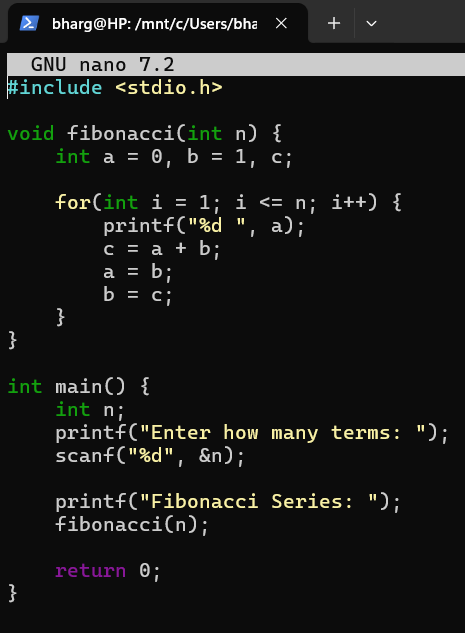 bharg@HP: /mnt/c/Users/bha
GNU nano 7.2
#include <stdio.h>

void fibonacci(int n) {
    int a = 0, b = 1, c;

    for(int i = 1; i <= n; i++) {
        printf("%d ", a);
        c = a + b;
        a = b;
        b = c;
    }
}

int main() {
    int n;
    printf("Enter how many terms: ");
    scanf("%d", &n);

    printf("Fibonacci Series: ");
    fibonacci(n);

    return 0;
}